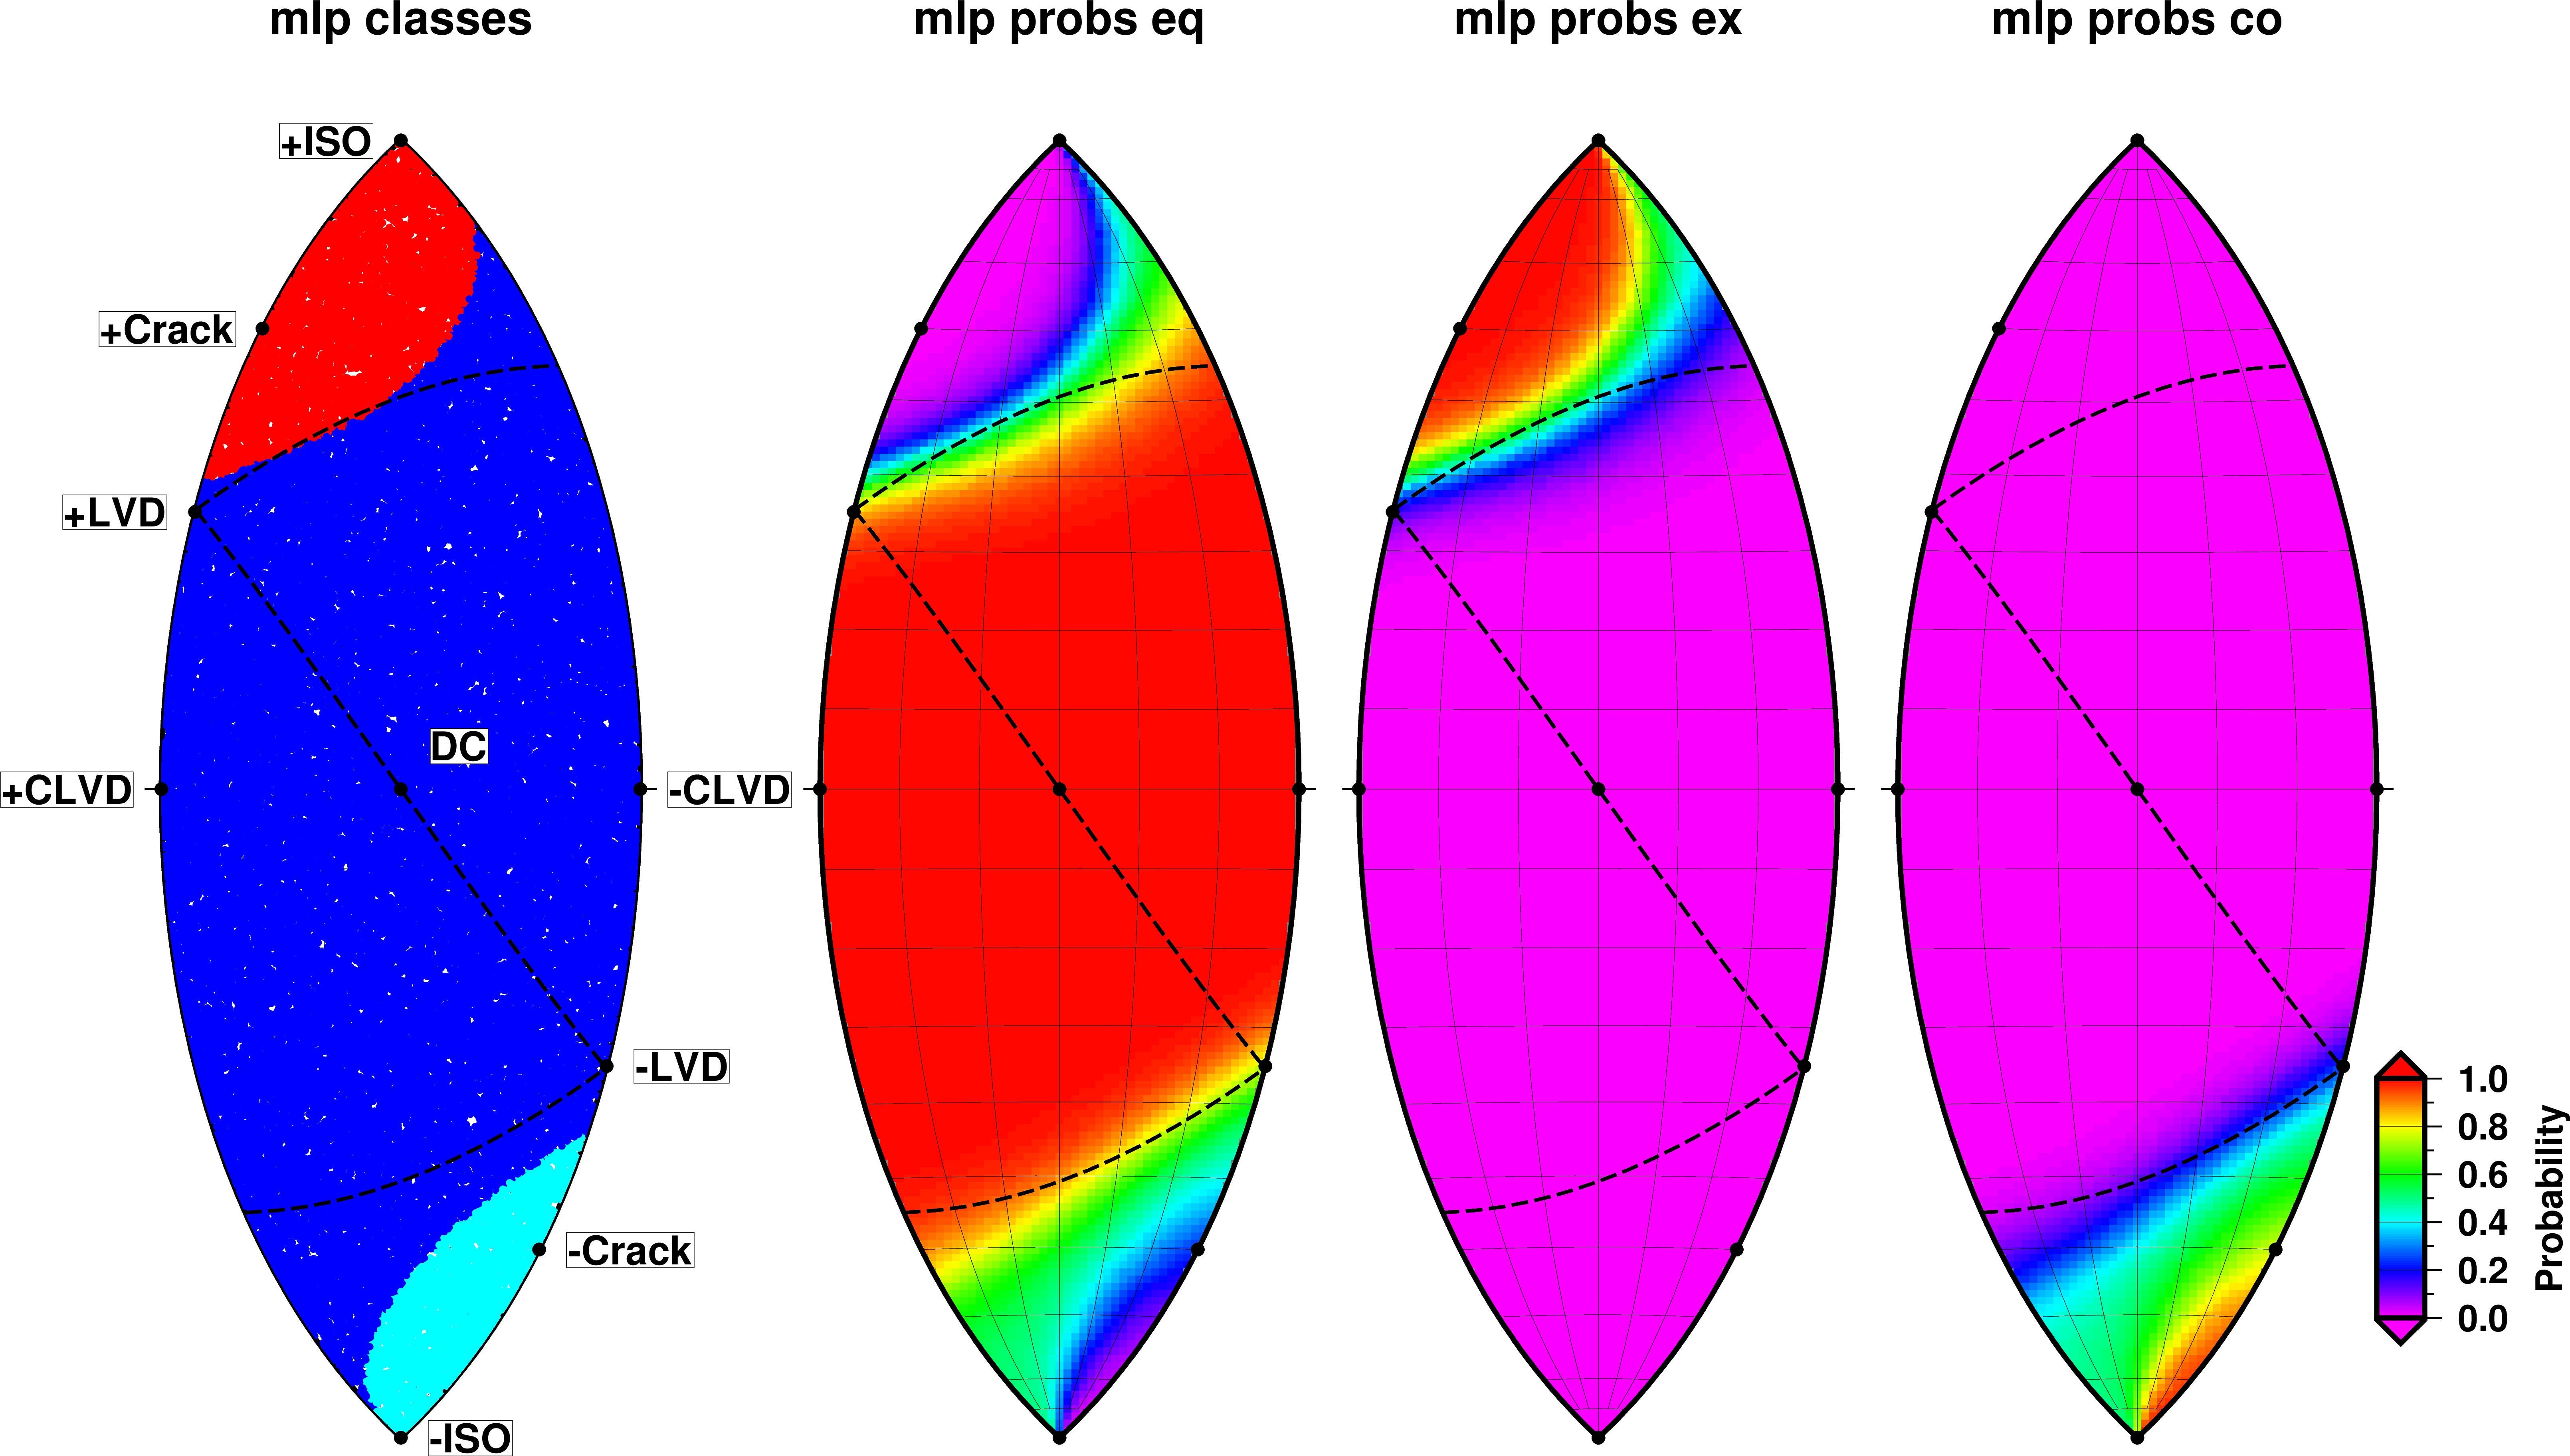 mlp classes
mlp probs eq
mlp probs ex
mlp probs co
+ISO
+Crack
+LVD
DC
+CLVD
-CLVD
-LVD
-Crack
-ISO
1.0
0.8
0.6
0.4
0.2
0.0
Probability